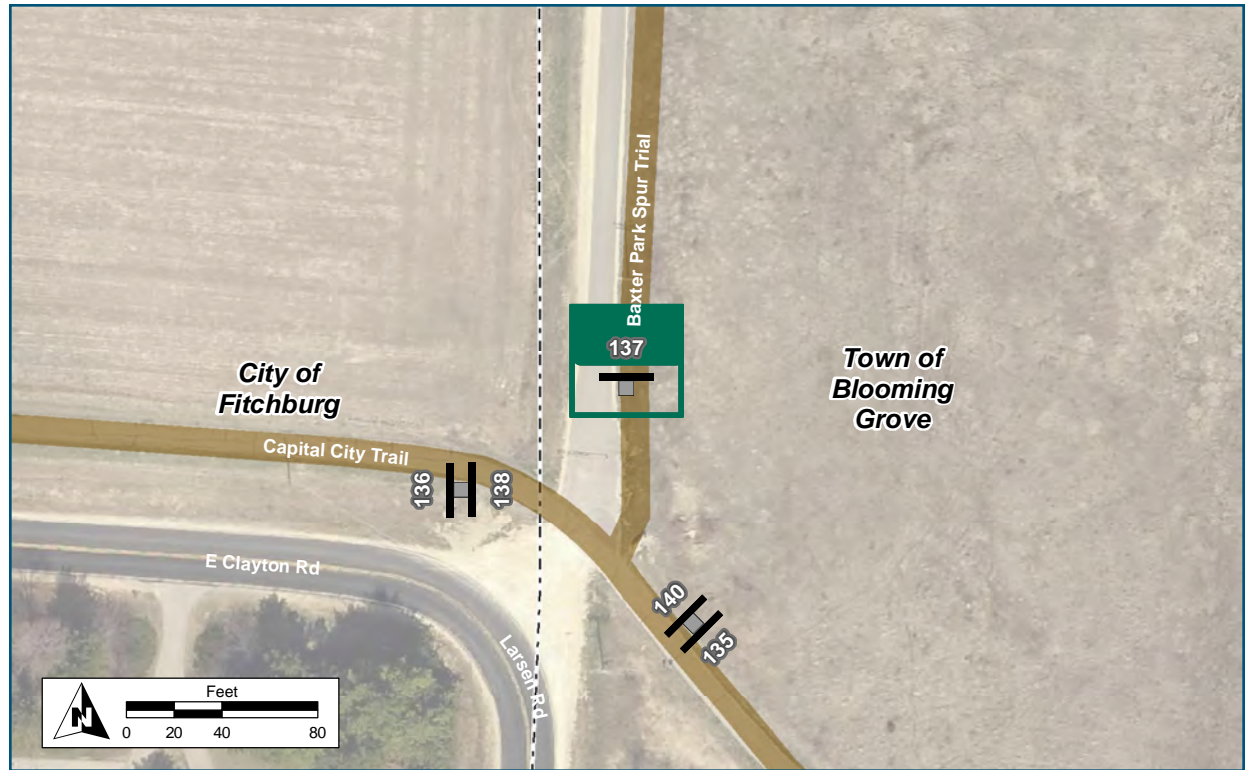 Baxter Park Spur Trial
137
City of
Fitchburg
Town of
Blooming
Grove
Capital City Trail
136
138
E Clayton Rd
140
135
Larsen Rd
Feet
N
0 20 40 80